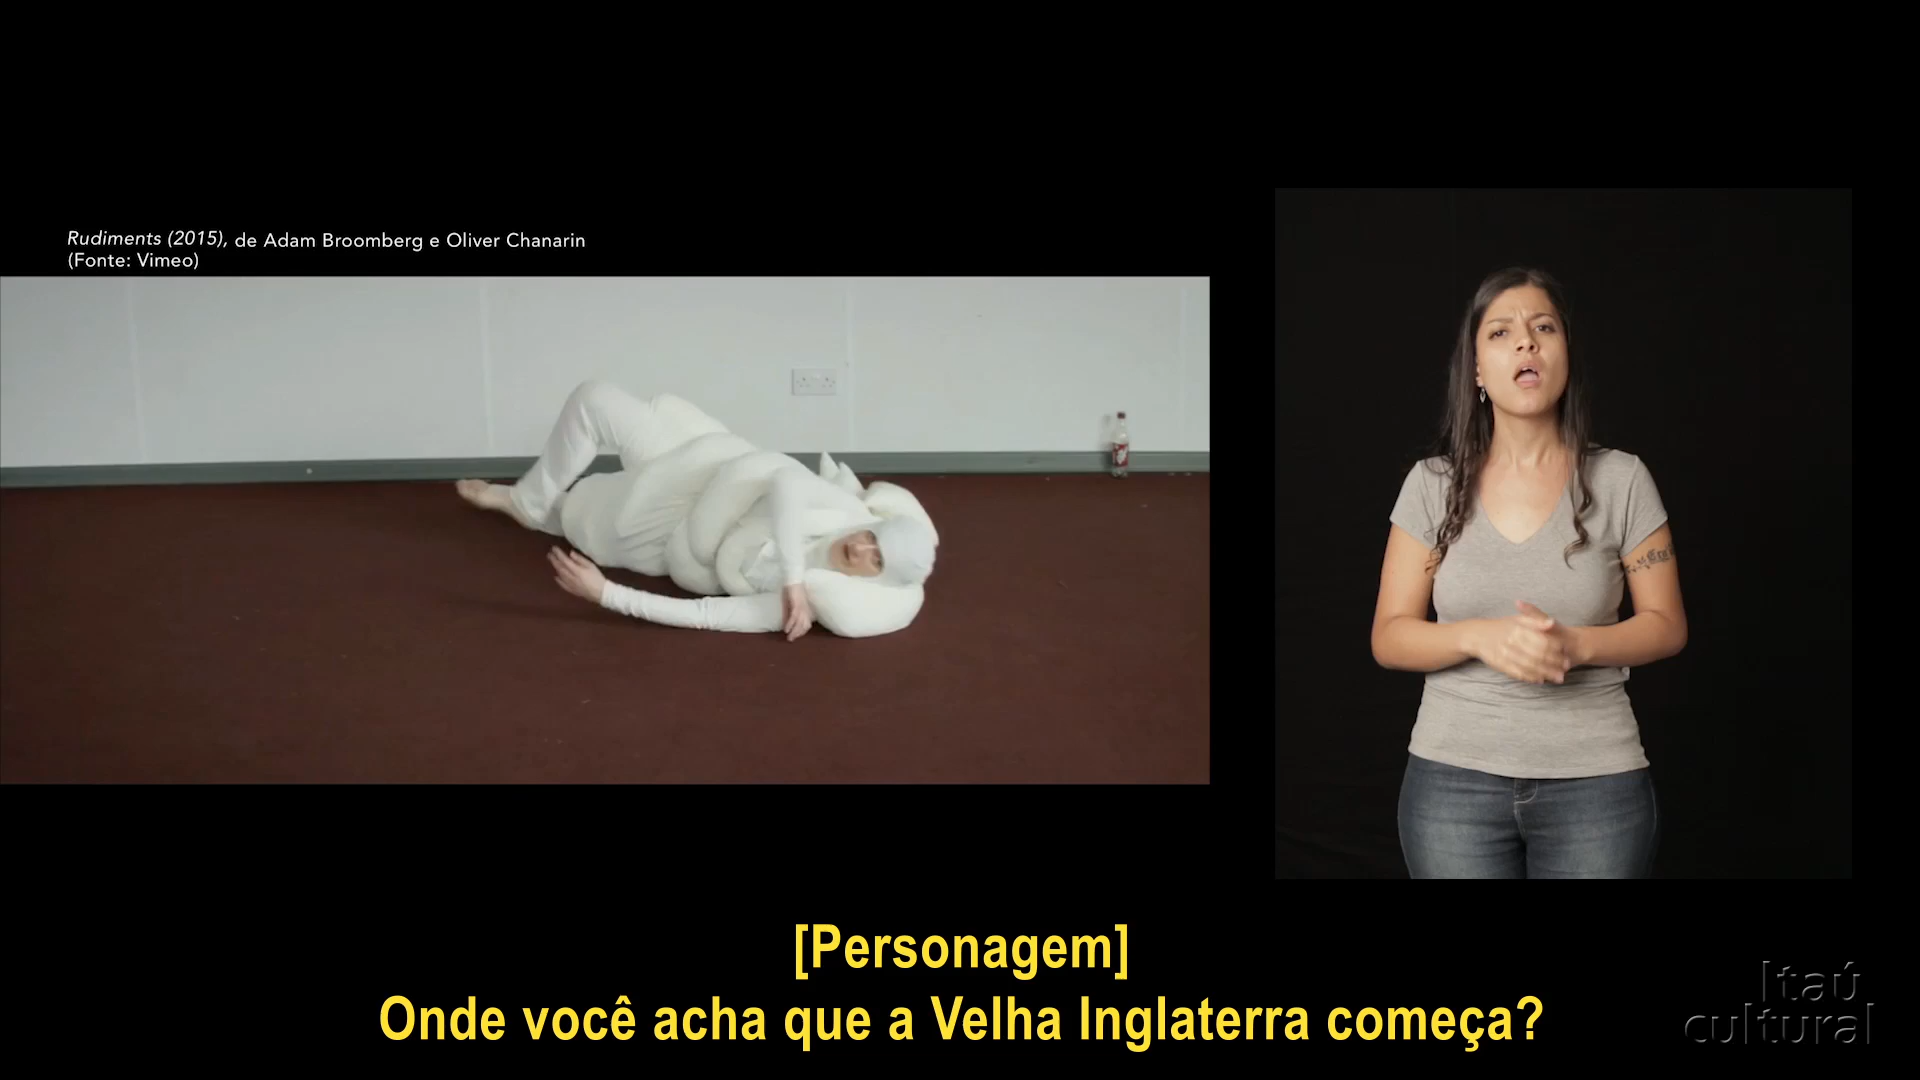 Rudiments (2015), de Adam Broomberg e Oliver Chanarin
(Fonte: Vimeo)
[Personagem]
Onde você acha que a Velha Inglaterra começa?
Itaú
cultural